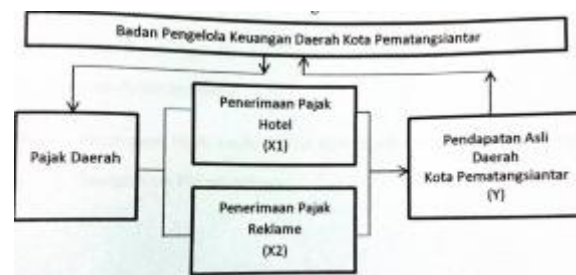 Badan Pengelola Keuangan Daerah Kota Pematangsiantar
Pajak Daerah
Penerimaan Pajak
Hotel
(X1)
Penerimaan Pajak
Reklame
(X2)
Pendapatan Asli
Daerah
Kota Pematangsiantar
(Y)